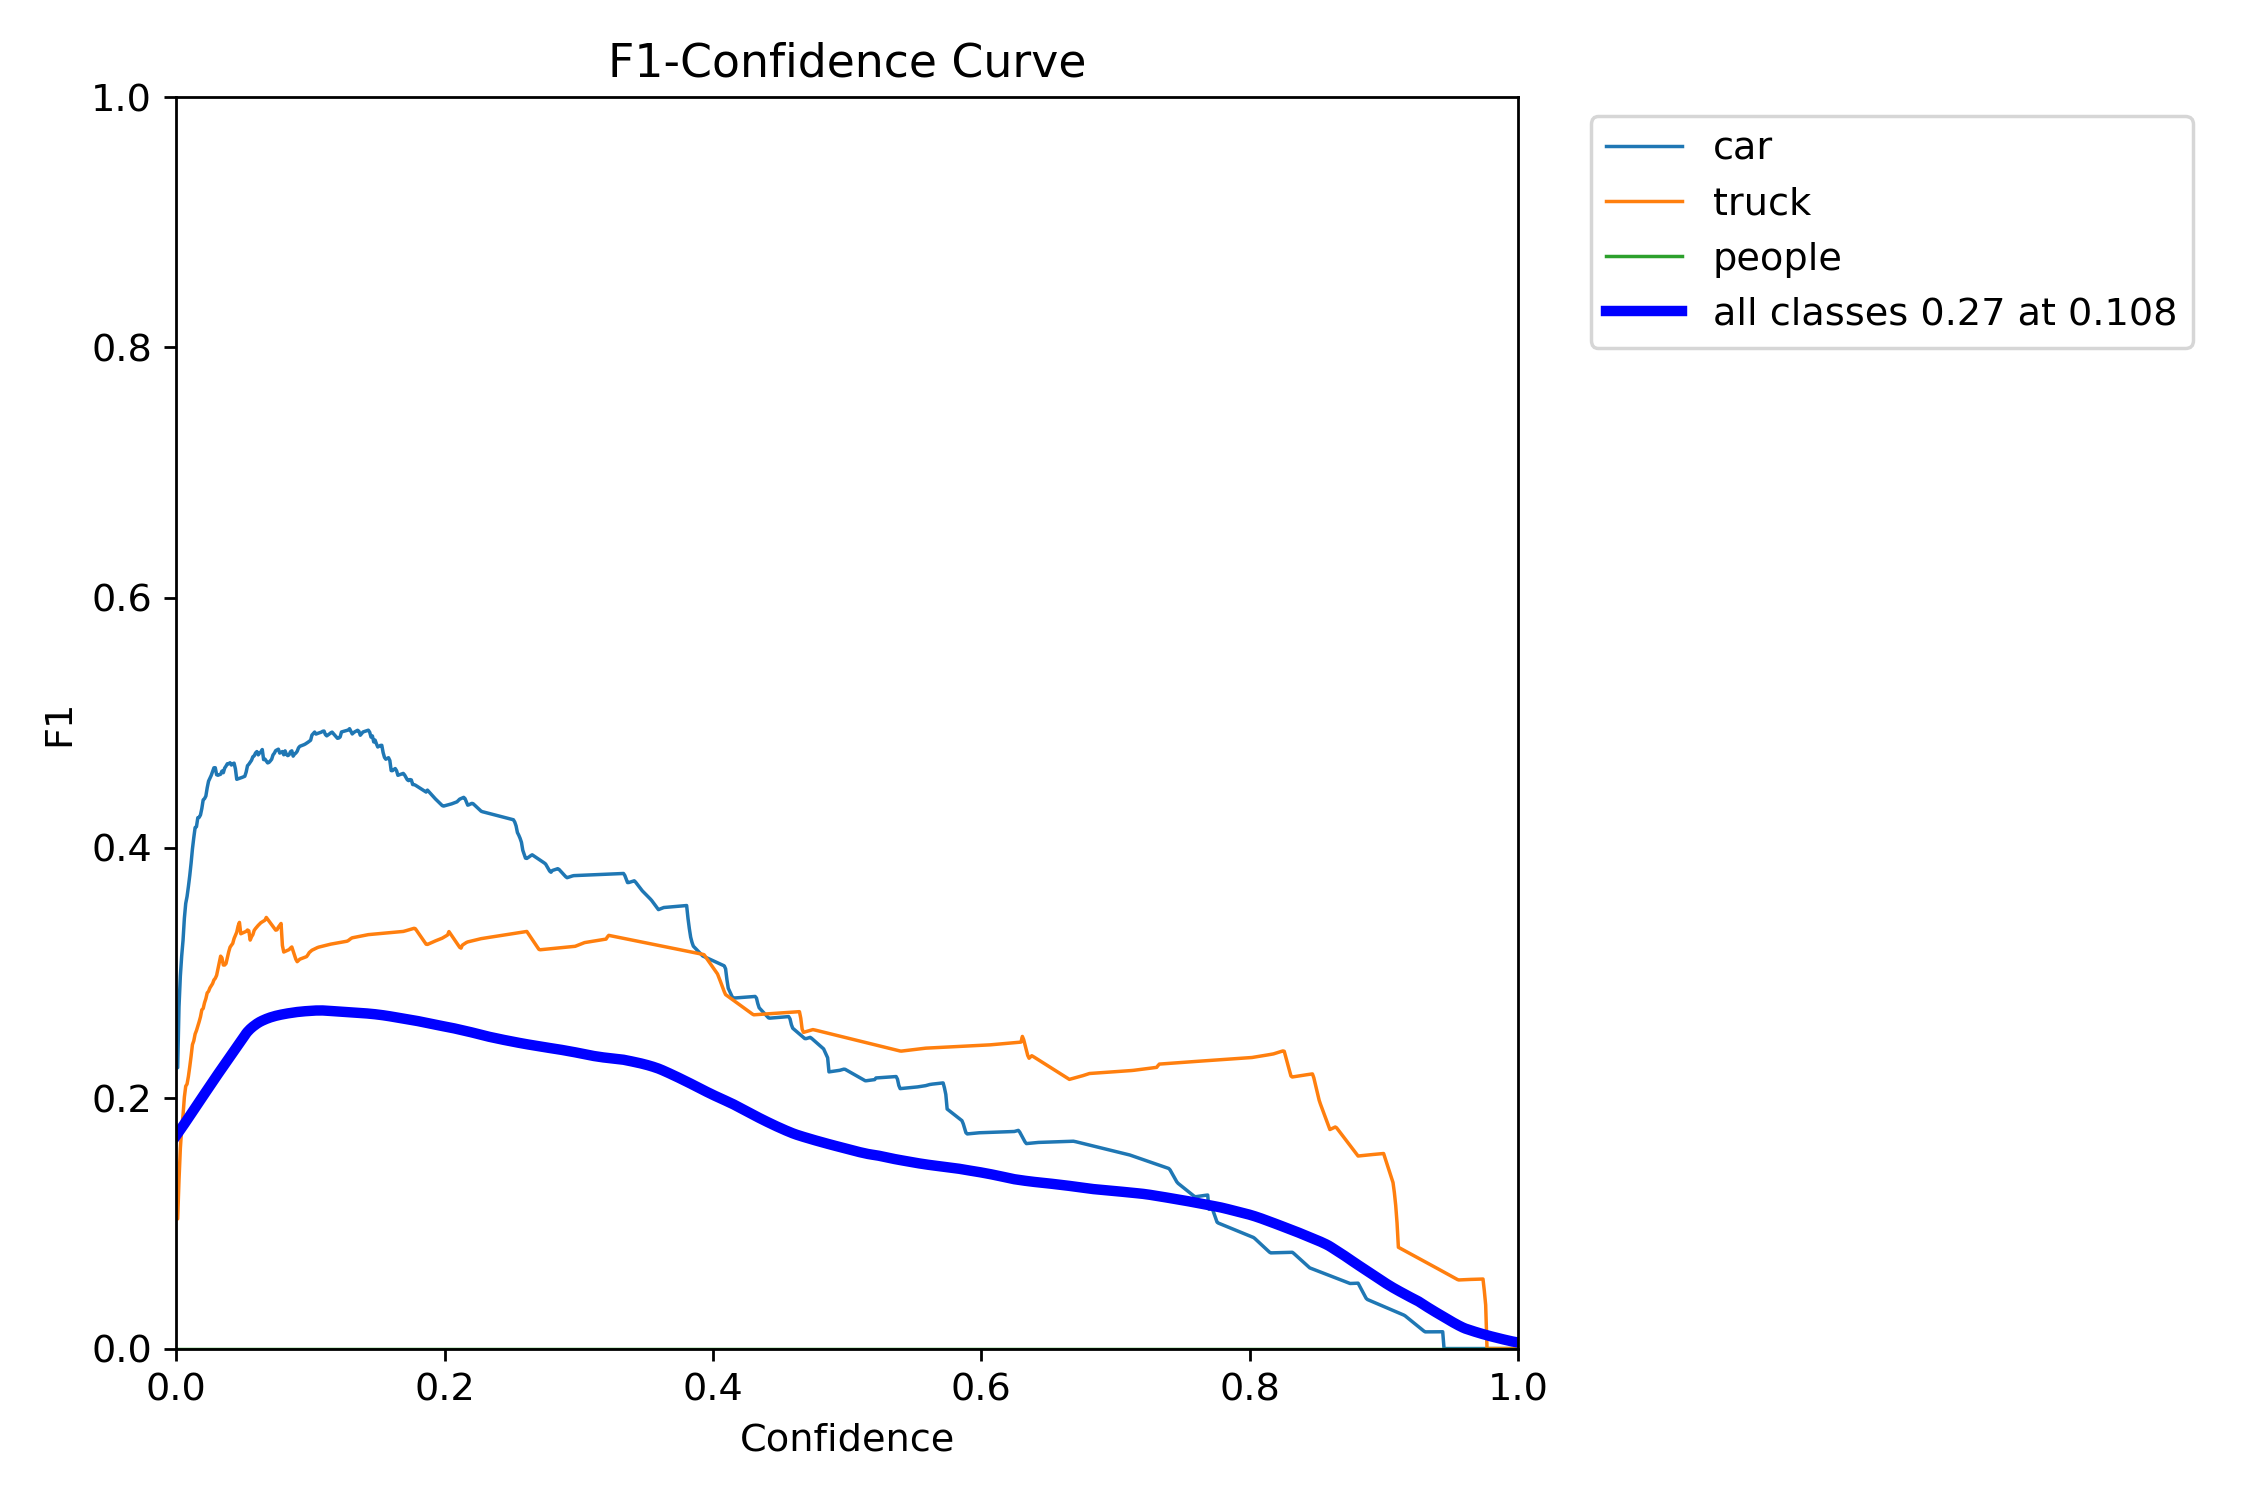 F1-Confidence Curve
1.0
0.8
0.6
0.4
0.2
0.0
F1
0.0 0.2 0.4 0.6 0.8 1.0
Confidence
car
truck
people
all classes 0.27 at 0.108